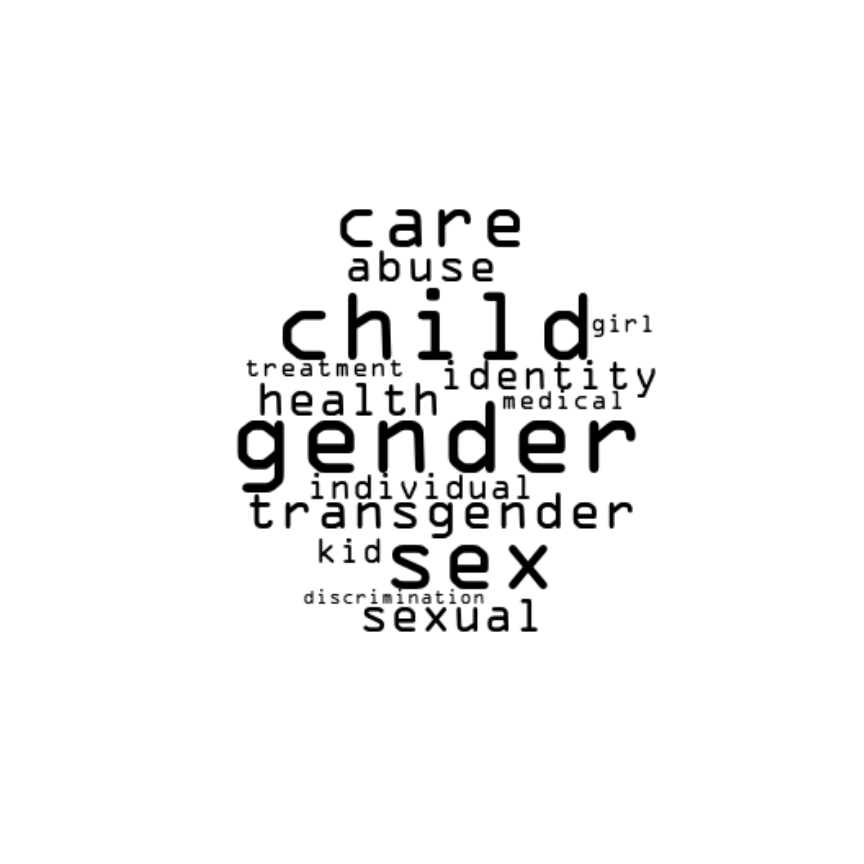 care
abuse
child
girl
treatment
identity
health
medical
gender
individual
transgender
kid
sex
discrimination
sexual